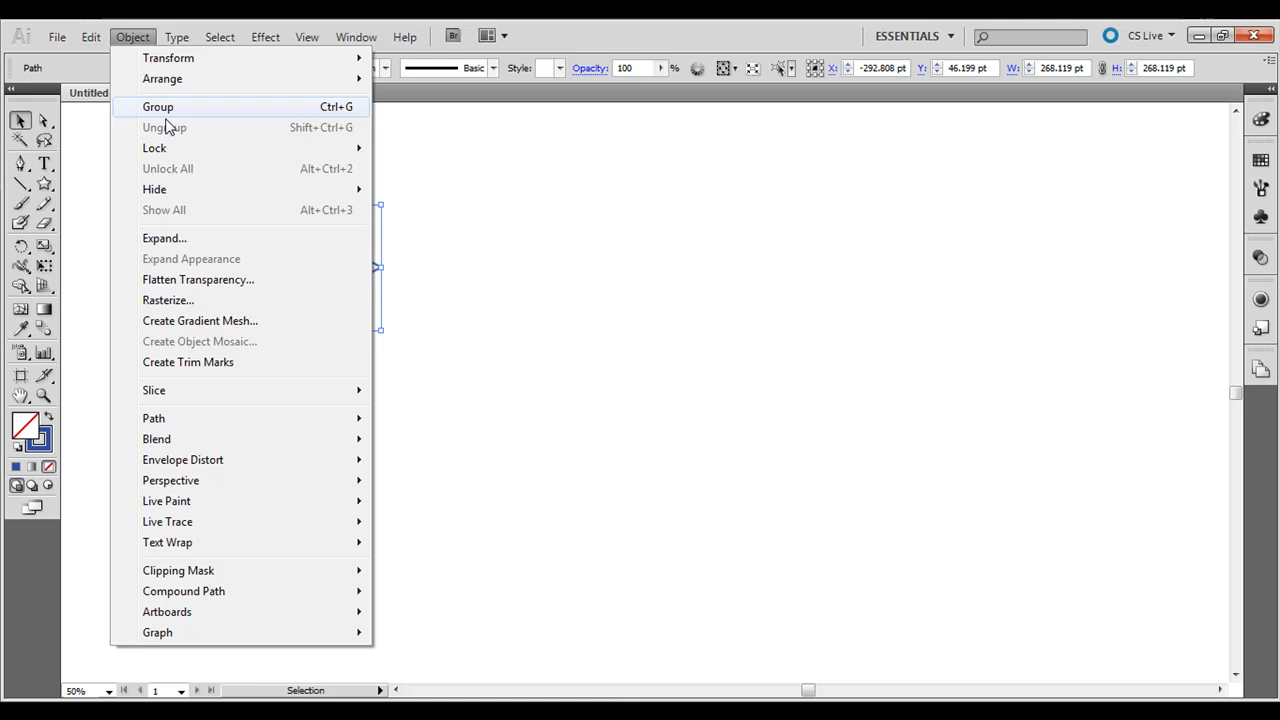 Ai File Edit Object Type Select Effect View Window Help Br ESSENTIALS CS Live
Path Basic Style: Opacity: 100 % X: -292.808 pt Y: 46.199 pt W: 268.119 pt H: 268.119 pt
Untitled
Transform
Arrange
Group Ctrl+G
Ungroup Shift+Ctrl+G
Lock
Unlock All Alt+Ctrl+2
Hide
Show All Alt+Ctrl+3
Expand...
Expand Appearance
Flatten Transparency...
Rasterize...
Create Gradient Mesh...
Create Object Mosaic...
Create Trim Marks
Slice
Path
Blend
Envelope Distort
Perspective
Live Paint
Live Trace
Text Wrap
Clipping Mask
Compound Path
Artboards
Graph
50% 1 Selection